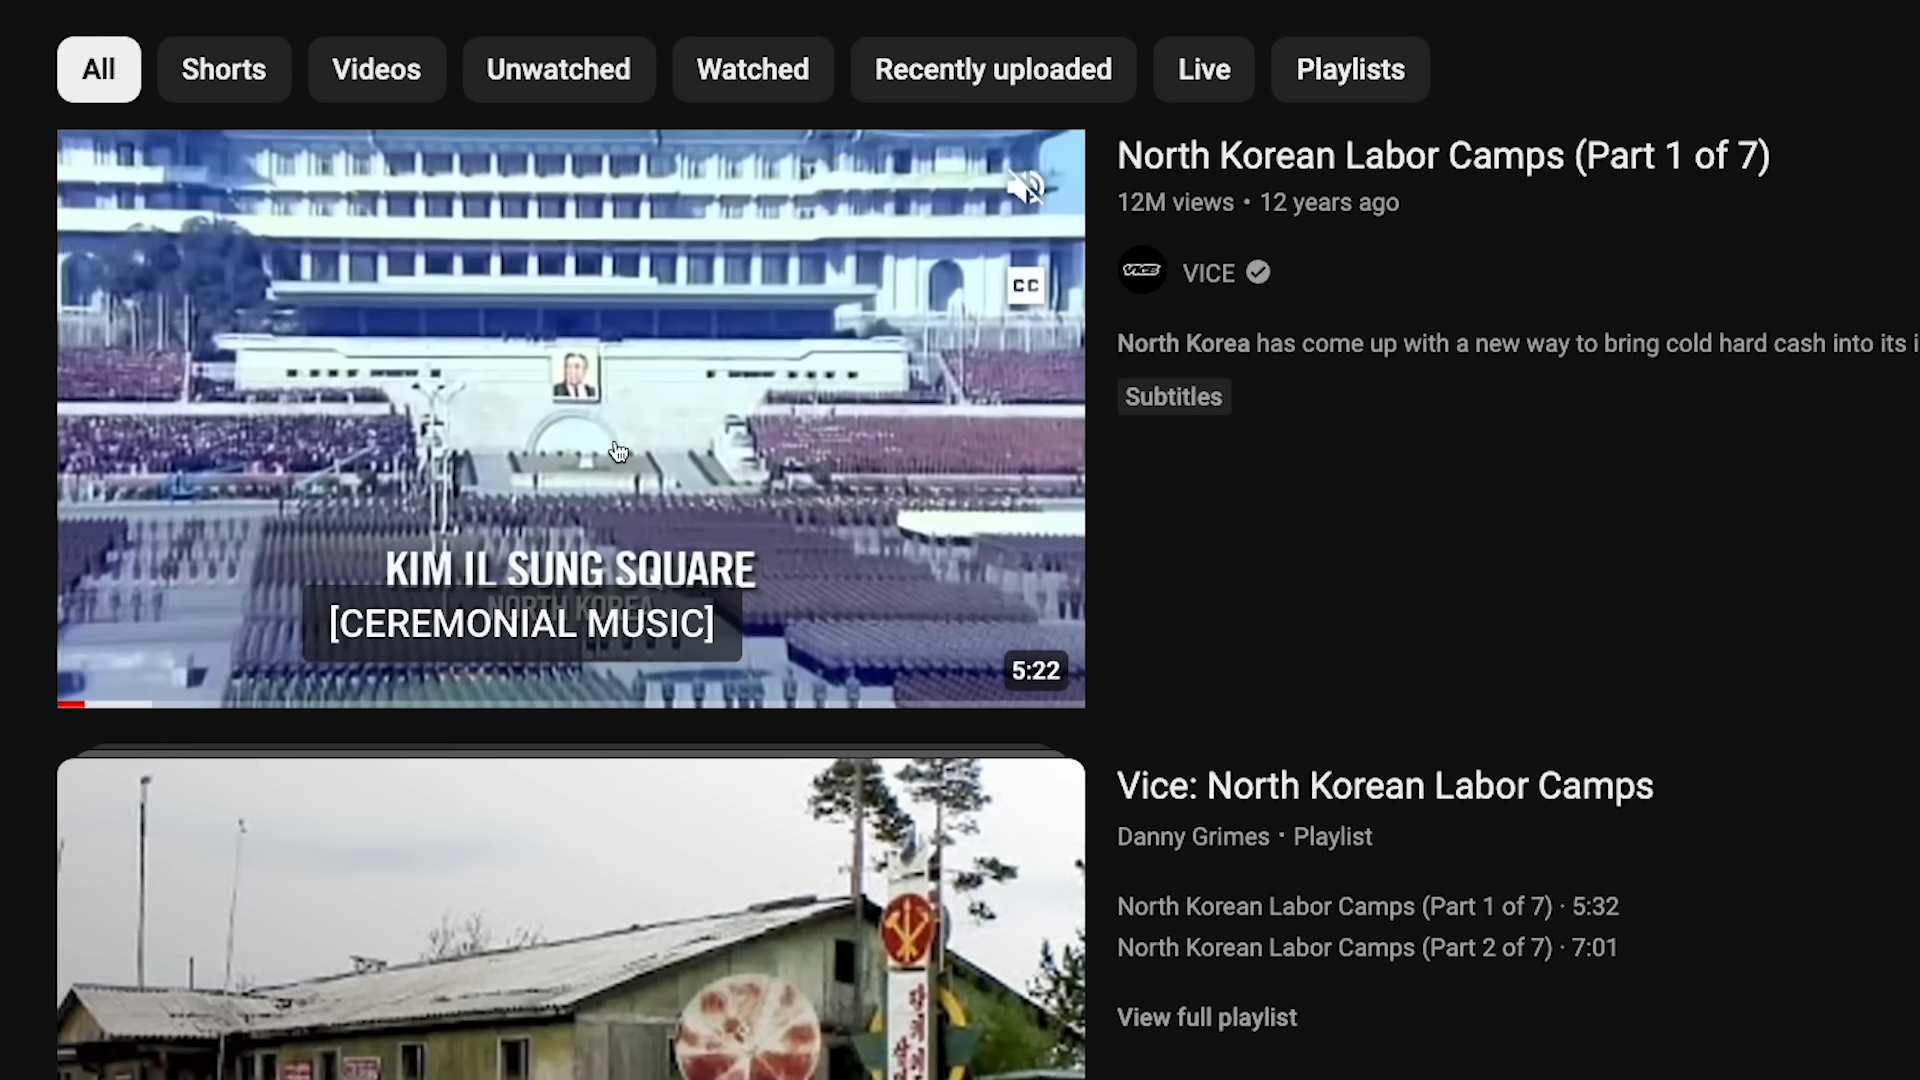 All
Shorts
Videos
Unwatched
Watched
Recently uploaded
Live
Playlists
CC
KIM IL SUNG SQUARE
NORTH KOREA
[CEREMONIAL MUSIC]
5:22
North Korean Labor Camps (Part 1 of 7)
12M views • 12 years ago
VICE
VICE
North Korea has come up with a new way to bring cold hard cash into its
Subtitles
Vice: North Korean Labor Camps
Danny Grimes • Playlist
North Korean Labor Camps (Part 1 of 7) · 5:32
North Korean Labor Camps (Part 2 of 7) · 7:01
View full playlist